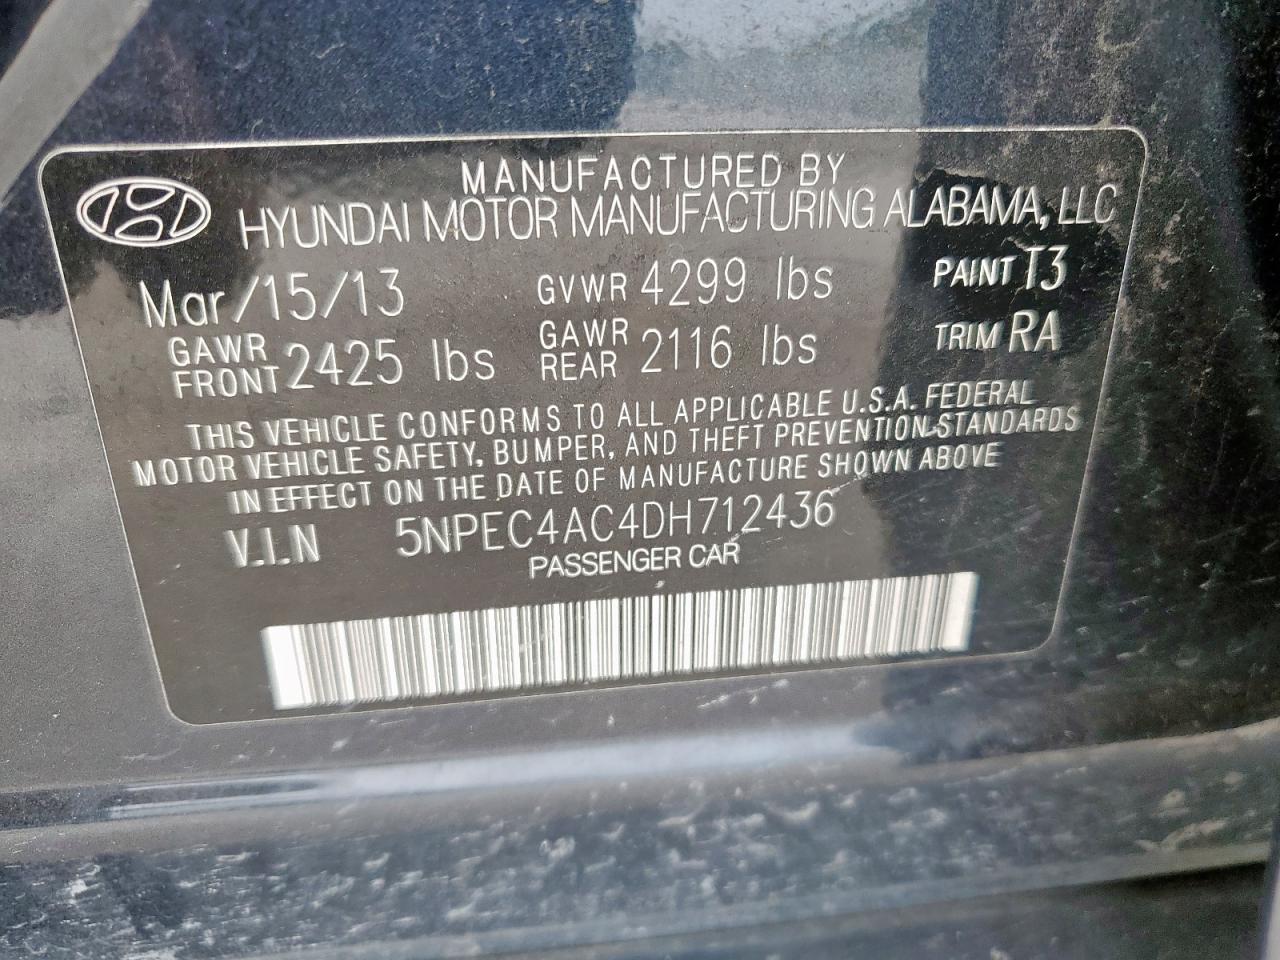 MANUFACTURED BY
HYUNDAI MOTOR MANUFACTURING ALABAMA, LLC
Mar/15/13 GVWR 4299 lbs PAINT T3
GAWR FRONT 2425 lbs GAWR REAR 2116 lbs TRIM RA
THIS VEHICLE CONFORMS TO ALL APPLICABLE U.S.A. FEDERAL
MOTOR VEHICLE SAFETY, BUMPER, AND THEFT PREVENTION STANDARDS
IN EFFECT ON THE DATE OF MANUFACTURE SHOWN ABOVE
V.I.N 5NPEC4AC4DH712436
PASSENGER CAR